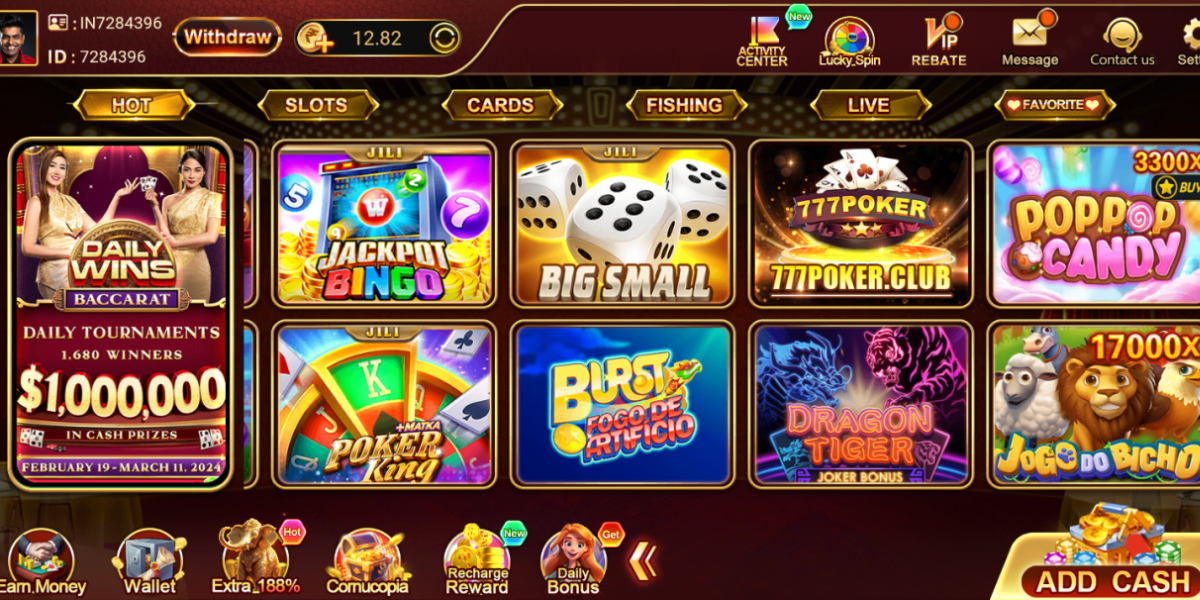 :IN7284396
ID : 7284396
Withdraw
12.82
ACTIVITY
CENTER
New
Lucky Spin
VIP
REBATE
Message
Contact us
HOT
SLOTS
CARDS
FISHING
LIVE
FAVORITE
DAILY
WINS
BACCARAT
DAILY TOURNAMENTS
1.680 WINNERS
$1,000,000
IN CASH PRIZES
FEBRUARY 19 - MARCH 11, 2024
JILI
5
W
2
7
9
JACKPOT
BINGO
JILI
BIG SMALL
777POKER
777POKER.CLUB
3300X
BUY
POP POP
CANDY
JILI
K
J
+MATKA
POKER
King
BURST
FOGO DE
ARTIFICIO
DRAGON
TIGER
JOKER BONUS
17000X
JOGO DO BICHO
Earn Money
Wallet
Hot
Extra 188%
Cornucopia
New
Recharge
Reward
Get
Daily
Bonus
ADD CASH